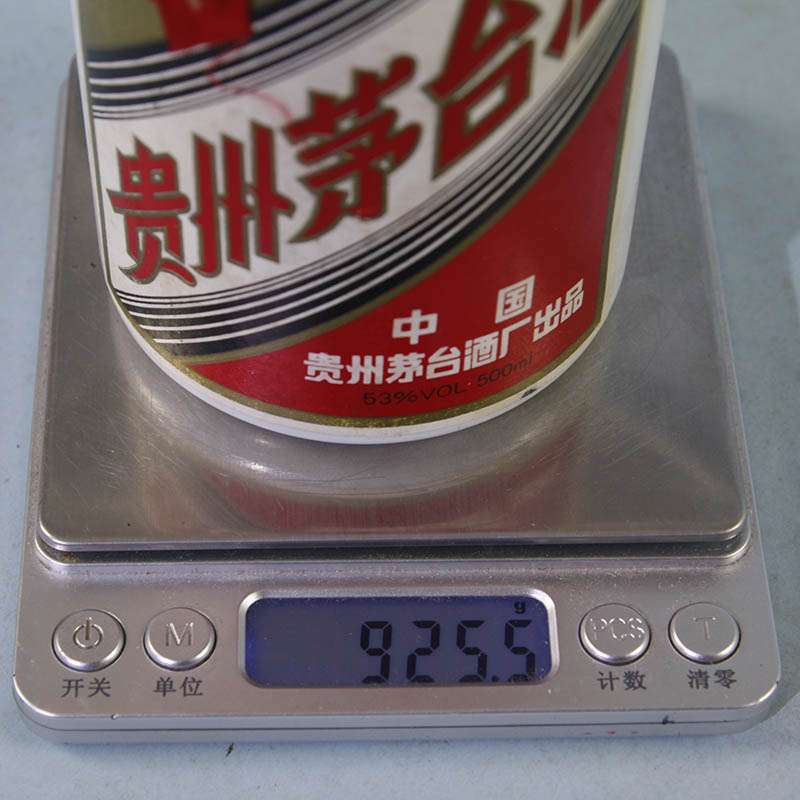 贵州茅台酒
中国
贵州茅台酒厂出品
53%VOL 500ml
g
925.5
M PCS T
开关 单位 计数 清零